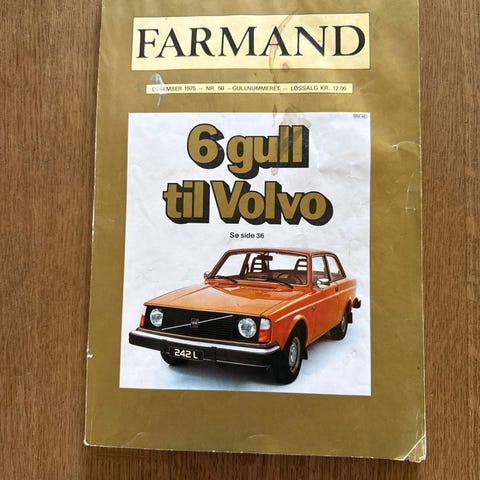 FARMAND
DESEMBER 1975 — NR. 50 — GULLNUMMERET — LØSSALG KR. 12.00
6 gull
til Volvo
Se side 36
242 L